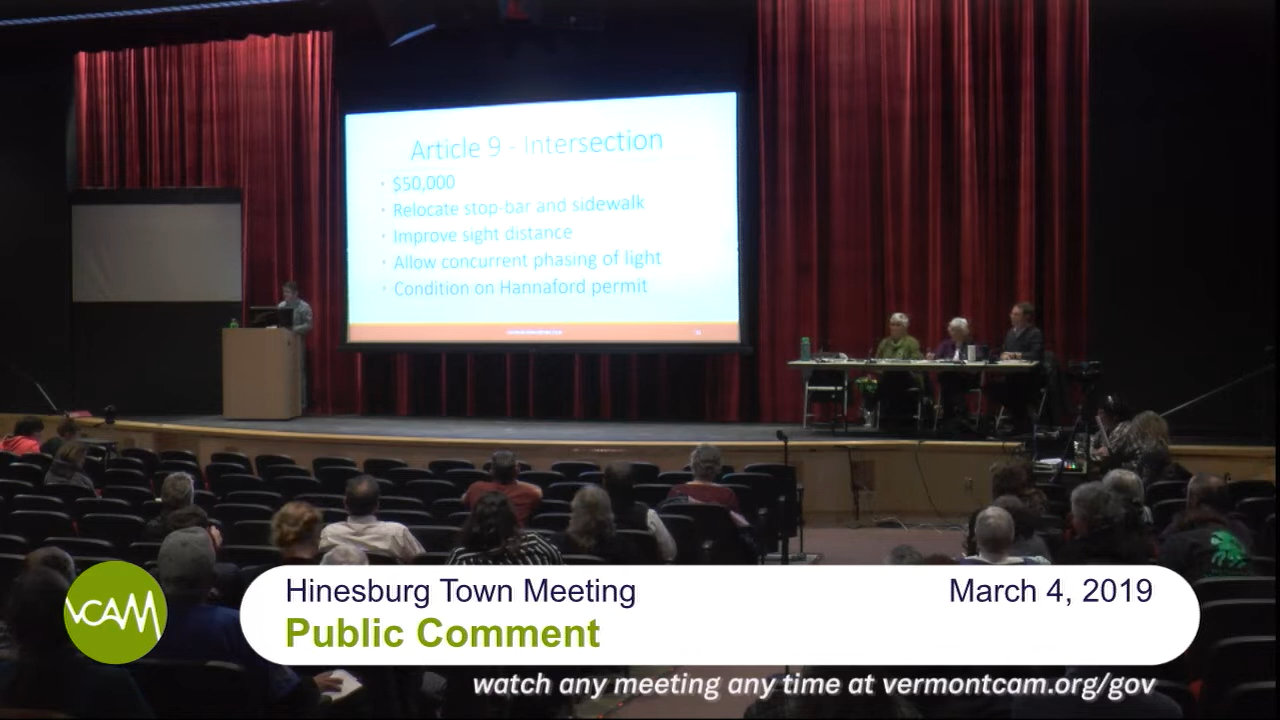 Article 9 - Intersection
$50,000
Relocate stop-bar and sidewalk
Improve sight distance
Allow concurrent phasing of light
Condition on Hannaford permit
VCAM
Hinesburg Town Meeting
March 4, 2019
Public Comment
watch any meeting any time at vermontcam.org/gov